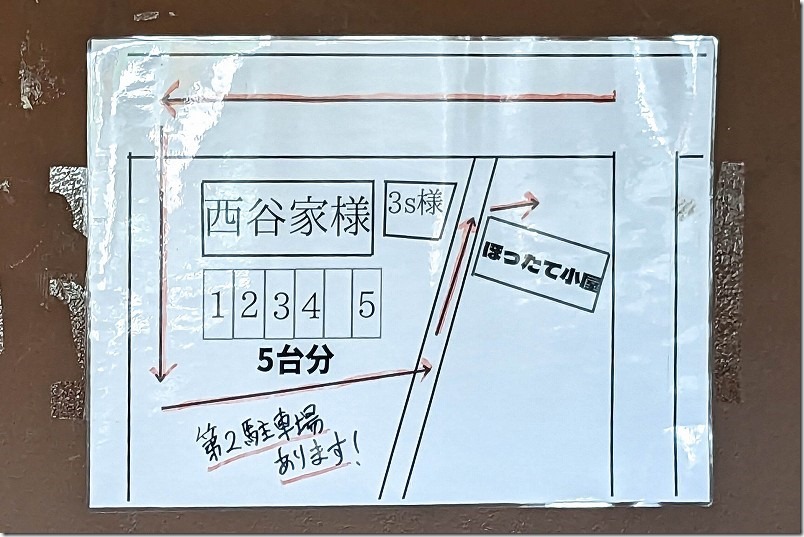 西谷家様
3s様
ほったて小屋
1 2 3 4 5
5台分
第2駐車場
あります!